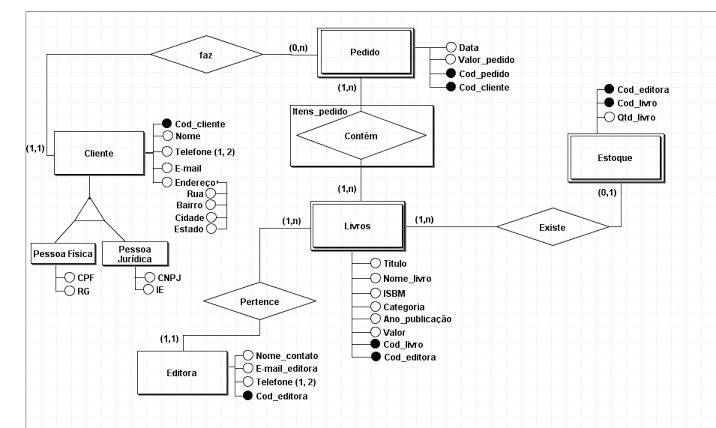 faz
(0,n)
Pedido
Data
Valor_pedido
Cod_pedido
Cod_cliente
(1,n)
Itens_pedido
Contém
(1,n)
Cod_editora
Cod_livro
Qtd_livro
Estoque
(0,1)
(1,1)
Cliente
Cod_cliente
Nome
Telefone (1, 2)
E-mail
Endereço
Rua
Bairro
Cidade
Estado
Pessoa Física
CPF
RG
Pessoa
Jurídica
CNPJ
IE
(1,n)
Livros
(1,n)
Existe
Titulo
Nome_livro
ISBM
Categoria
Ano_publicação
Valor
Cod_livro
Cod_editora
Pertence
(1,1)
Editora
Nome_contato
E-mail_editora
Telefone (1, 2)
Cod_editora